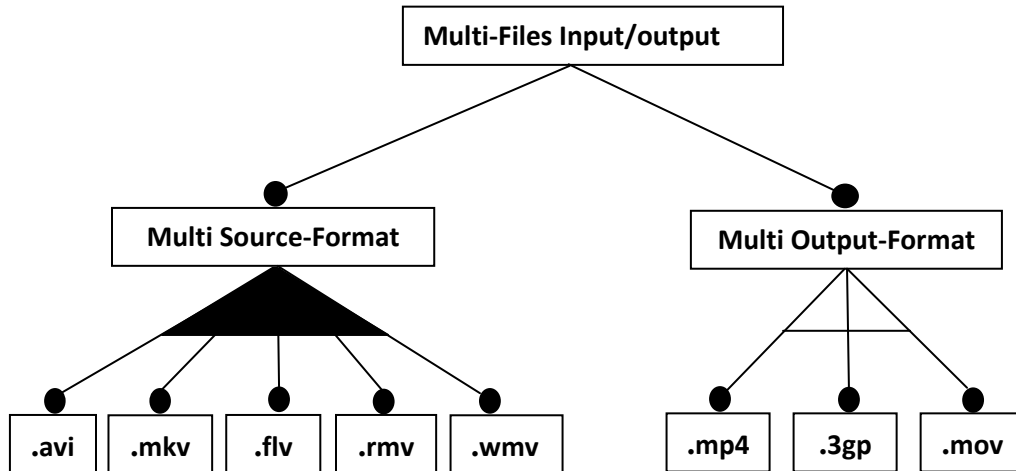 Multi-Files Input/output
Multi Source-Format
Multi Output-Format
.avi
.mkv
.flv
.rmv
.wmv
.mp4
.3gp
.mov